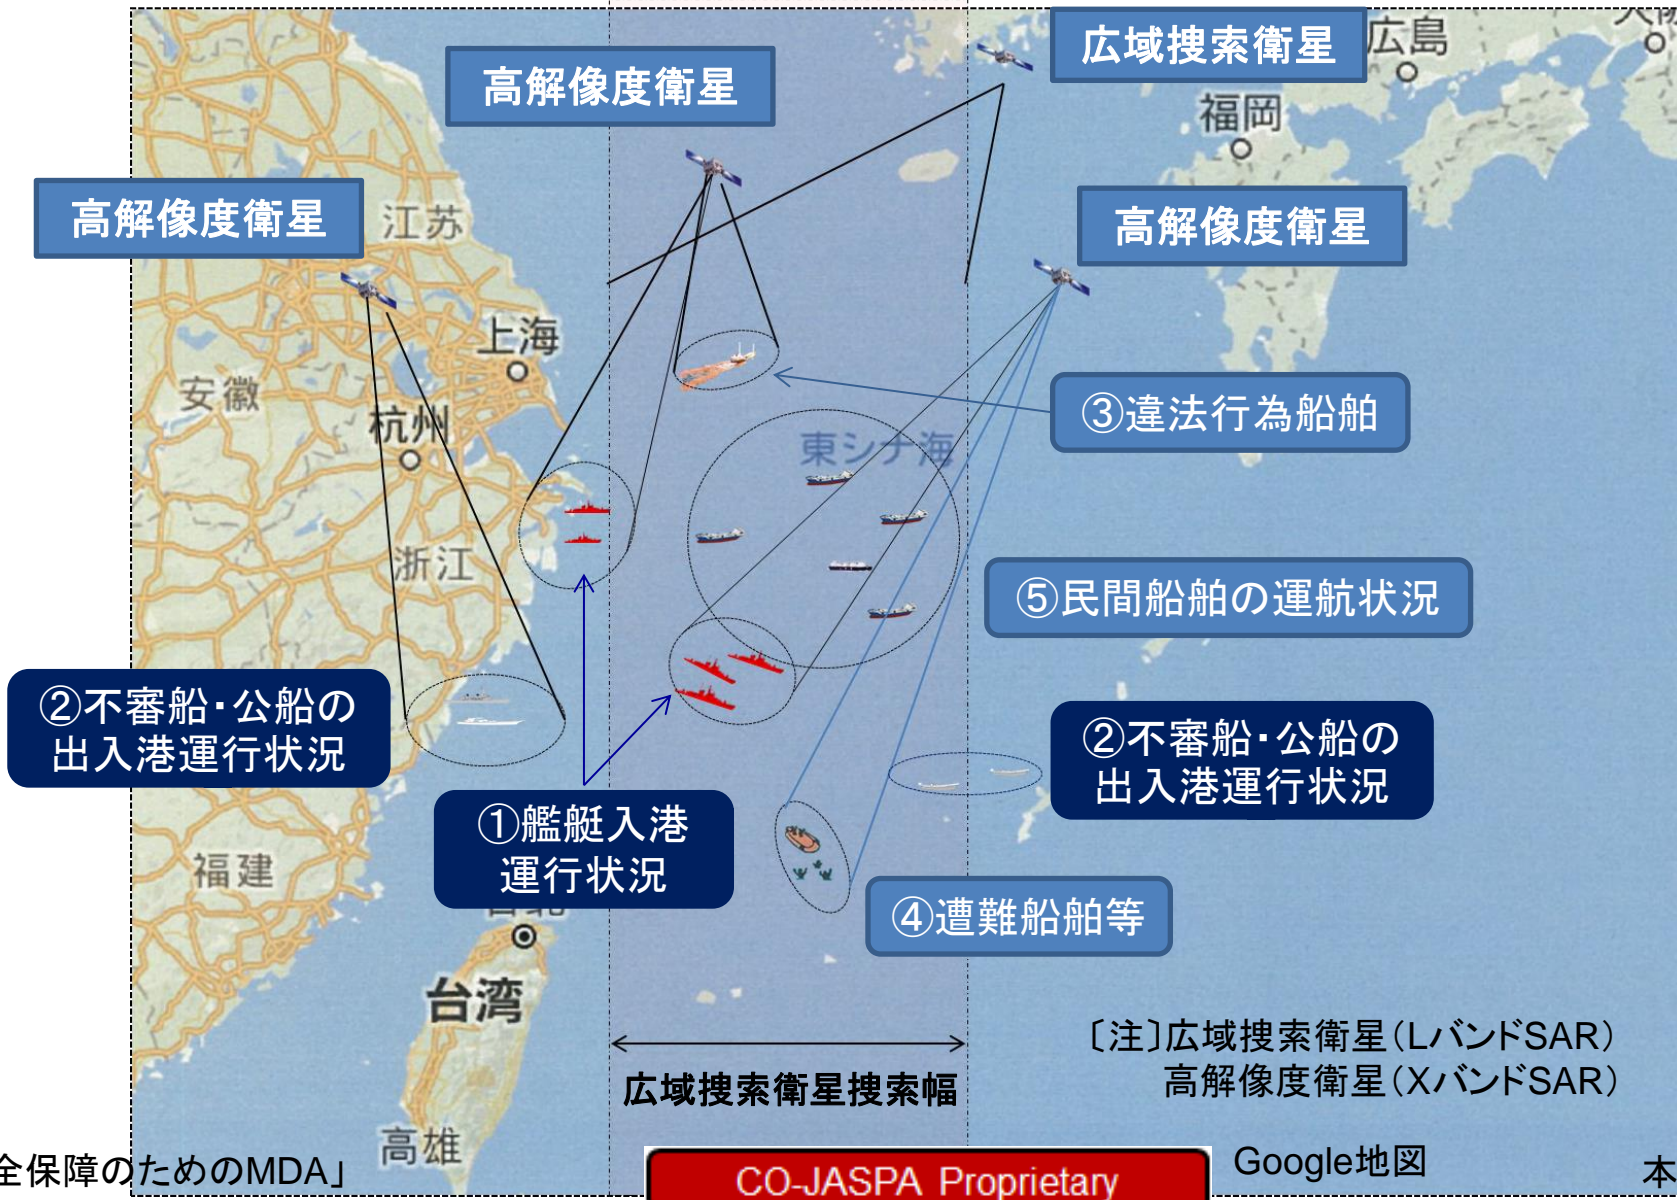 広域捜索衛星
広島
高解像度衛星
福岡
高解像度衛星
江苏
高解像度衛星
上海
安徽
③違法行為船舶
杭州
東シナ海
浙江
⑤民間船舶の運航状況
②不審船・公船の
出入港運行状況
②不審船・公船の
出入港運行状況
①艦艇入港
運行状況
福建
④遭難船舶等
台湾
〔注〕広域捜索衛星(LバンドSAR)
高解像度衛星(XバンドSAR)
広域捜索衛星捜索幅
高雄
全保障のためのMDA」
CO-JASPA Proprietary
Google地図
本